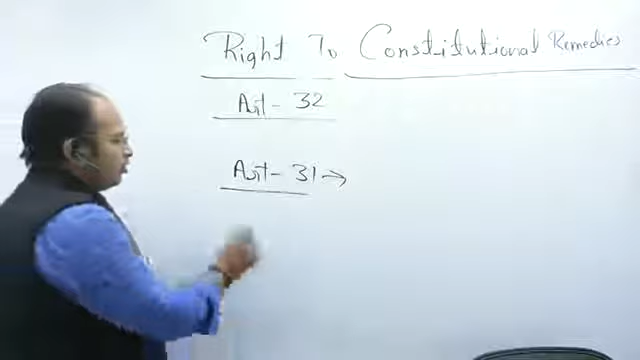 Right To Constitutional Remedies
Art - 32
Art - 31 →